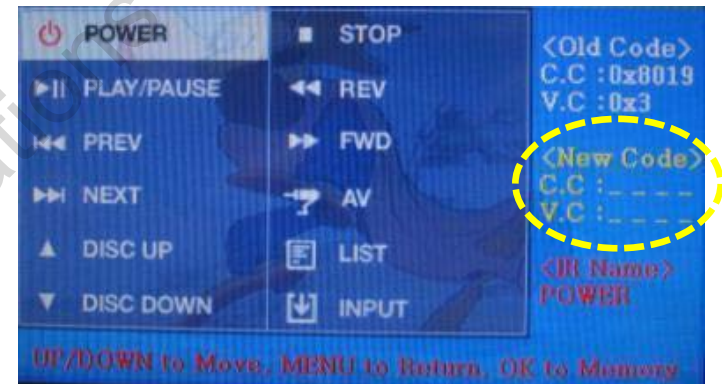 POWER
PLAY/PAUSE
PREV
NEXT
DISC UP
DISC DOWN
STOP
REV
FWD
AV
LIST
INPUT
<Old Code>
C.C :0x8019
V.C :0x3
<New Code>
C.C :_ _ _ _
V.C :_ _ _ _
<IR Name>
POWER
UP/DOWN to Move, MENU to Return, OK to Memory
ations